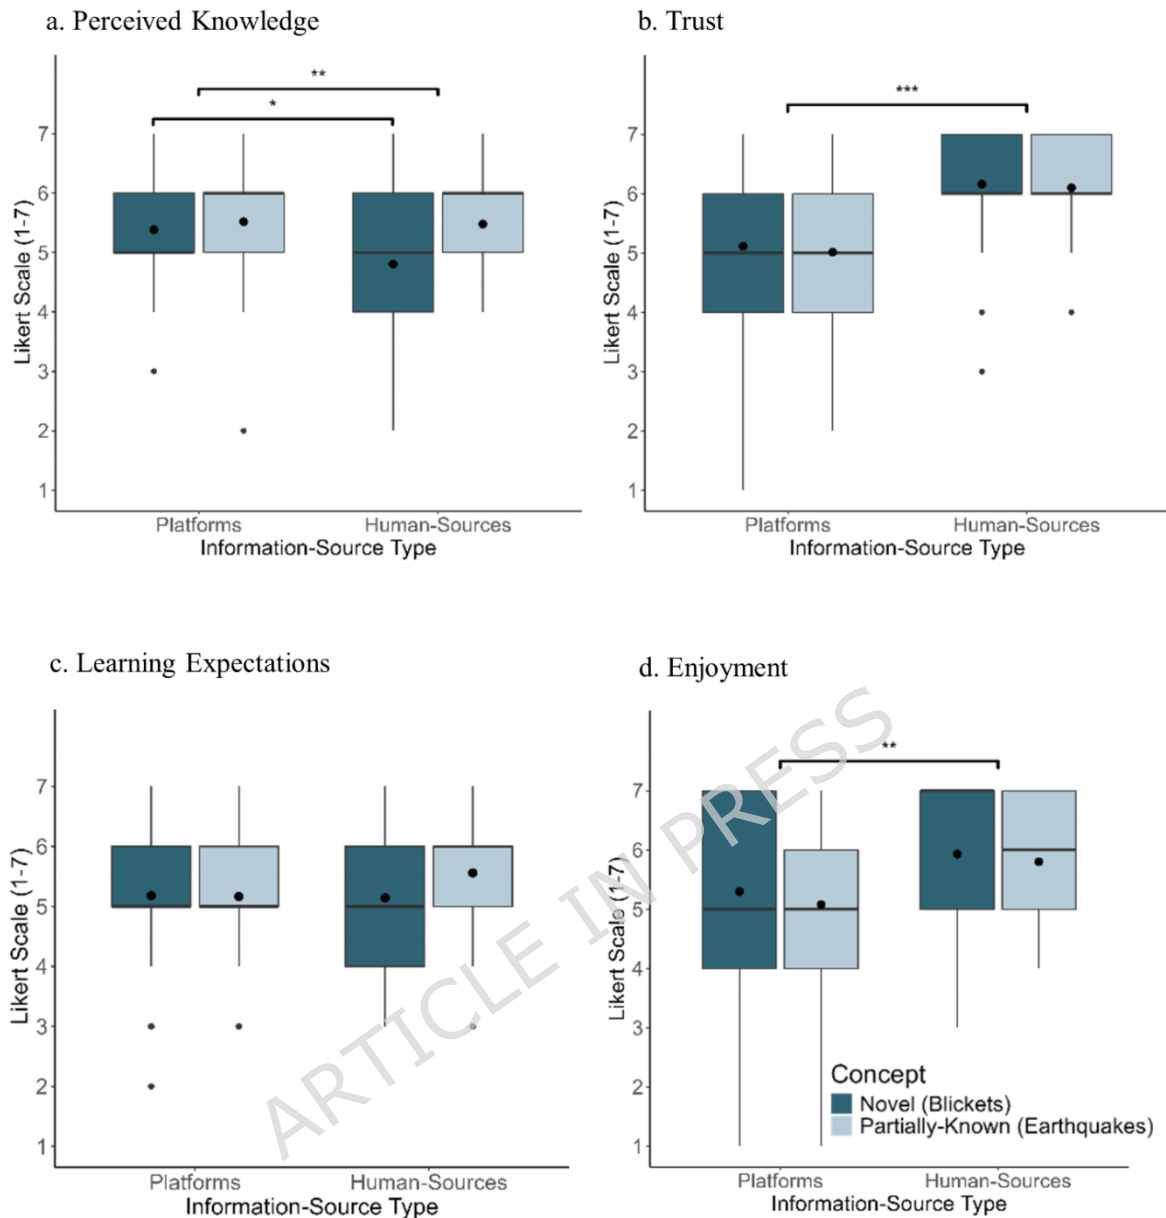 a. Perceived Knowledge
**
*
Likert Scale (1-7)
7
6
5
4
3
2
1
Platforms
Human-Sources
Information-Source Type
b. Trust
***
Likert Scale (1-7)
7
6
5
4
3
2
1
Platforms
Human-Sources
Information-Source Type
c. Learning Expectations
Likert Scale (1-7)
7
6
5
4
3
2
1
Platforms
Human-Sources
Information-Source Type
d. Enjoyment
**
Likert Scale (1-7)
7
6
5
4
3
2
1
Concept
Novel (Blickets)
Partially-Known (Earthquakes)
Platforms
Human-Sources
Information-Source Type
ARTICLE IN PRESS